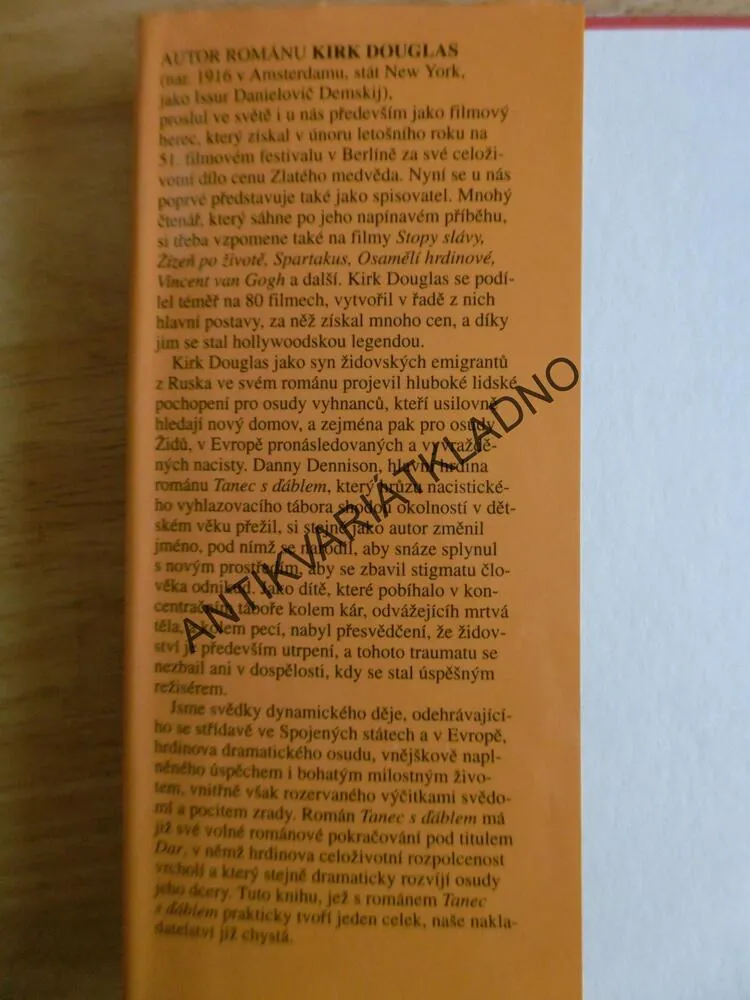 AUTOR ROMÁNU KIRK DOUGLAS
(nar. 1916 v Amsterdamu, stát New York,
jako Issur Danielovič Demskij),
proslul ve světě i u nás především jako filmový
herec, který získal v únoru letošního roku na
51. filmovém festivalu v Berlíně za své celoži-
votní dílo cenu Zlatého medvěda. Nyní se u nás
poprvé představuje také jako spisovatel. Mnohý
čtenář, který sáhne po jeho napínavém příběhu,
si třeba vzpomene také na filmy Stopy slávy,
Žízeň po životě, Spartakus, Osamělí hrdinové,
Vincent van Gogh a další. Kirk Douglas se podí-
lel téměř na 80 filmech, vytvořil v řadě z nich
hlavní postavy, za něž získal mnoho cen, a díky
jim se stal hollywoodskou legendou.
Kirk Douglas jako syn židovských emigrantů
z Ruska ve svém románu projevil hluboké lidské
pochopení pro osudy vyhnanců, kteří usilovně
hledají nový domov, a zejména pak pro osudy
Židů, v Evropě pronásledovaných a vyvraždě-
ných nacisty. Danny Dennison, hlavní hrdina
románu Tanec s ďáblem, který hrůzu nacistické-
ho vyhlazovacího tábora shodou okolností v dět-
ském věku přežil, si stejně jako autor změnil
jméno, pod nímž se narodil, aby snáze splynul
s novým prostředím, aby se zbavil stigmatu člo-
věka odnikud. Jako dítě, které pobíhalo v kon-
centračním táboře kolem kár, odvážejících mrtvá
těla, a kolem pecí, nabyl přesvědčení, že židov-
ství je především utrpení, a tohoto traumatu se
nezbail ani v dospělosti, kdy se stal úspěšným
režisérem.
Jsme svědky dynamického děje, odehrávající-
ho se střídavě ve Spojených státech a v Evropě,
hrdinova dramatického osudu, vnějškově napl-
něného úspěchem i bohatým milostným živo-
tem, vnitřně však rozervaného výčitkami svědo-
mí a pocitem zrady. Román Tanec s ďáblem má
již své volné románové pokračování pod titulem
Dar, v němž hrdinova celoživotní rozpolcenost
vrcholí a který stejně dramaticky rozvíjí osudy
jeho dcery. Tuto knihu, jež s románem Tanec
s ďáblem prakticky tvoří jeden celek, naše nakla-
datelství již chystá.
ANTIKVARIÁTKLADNO